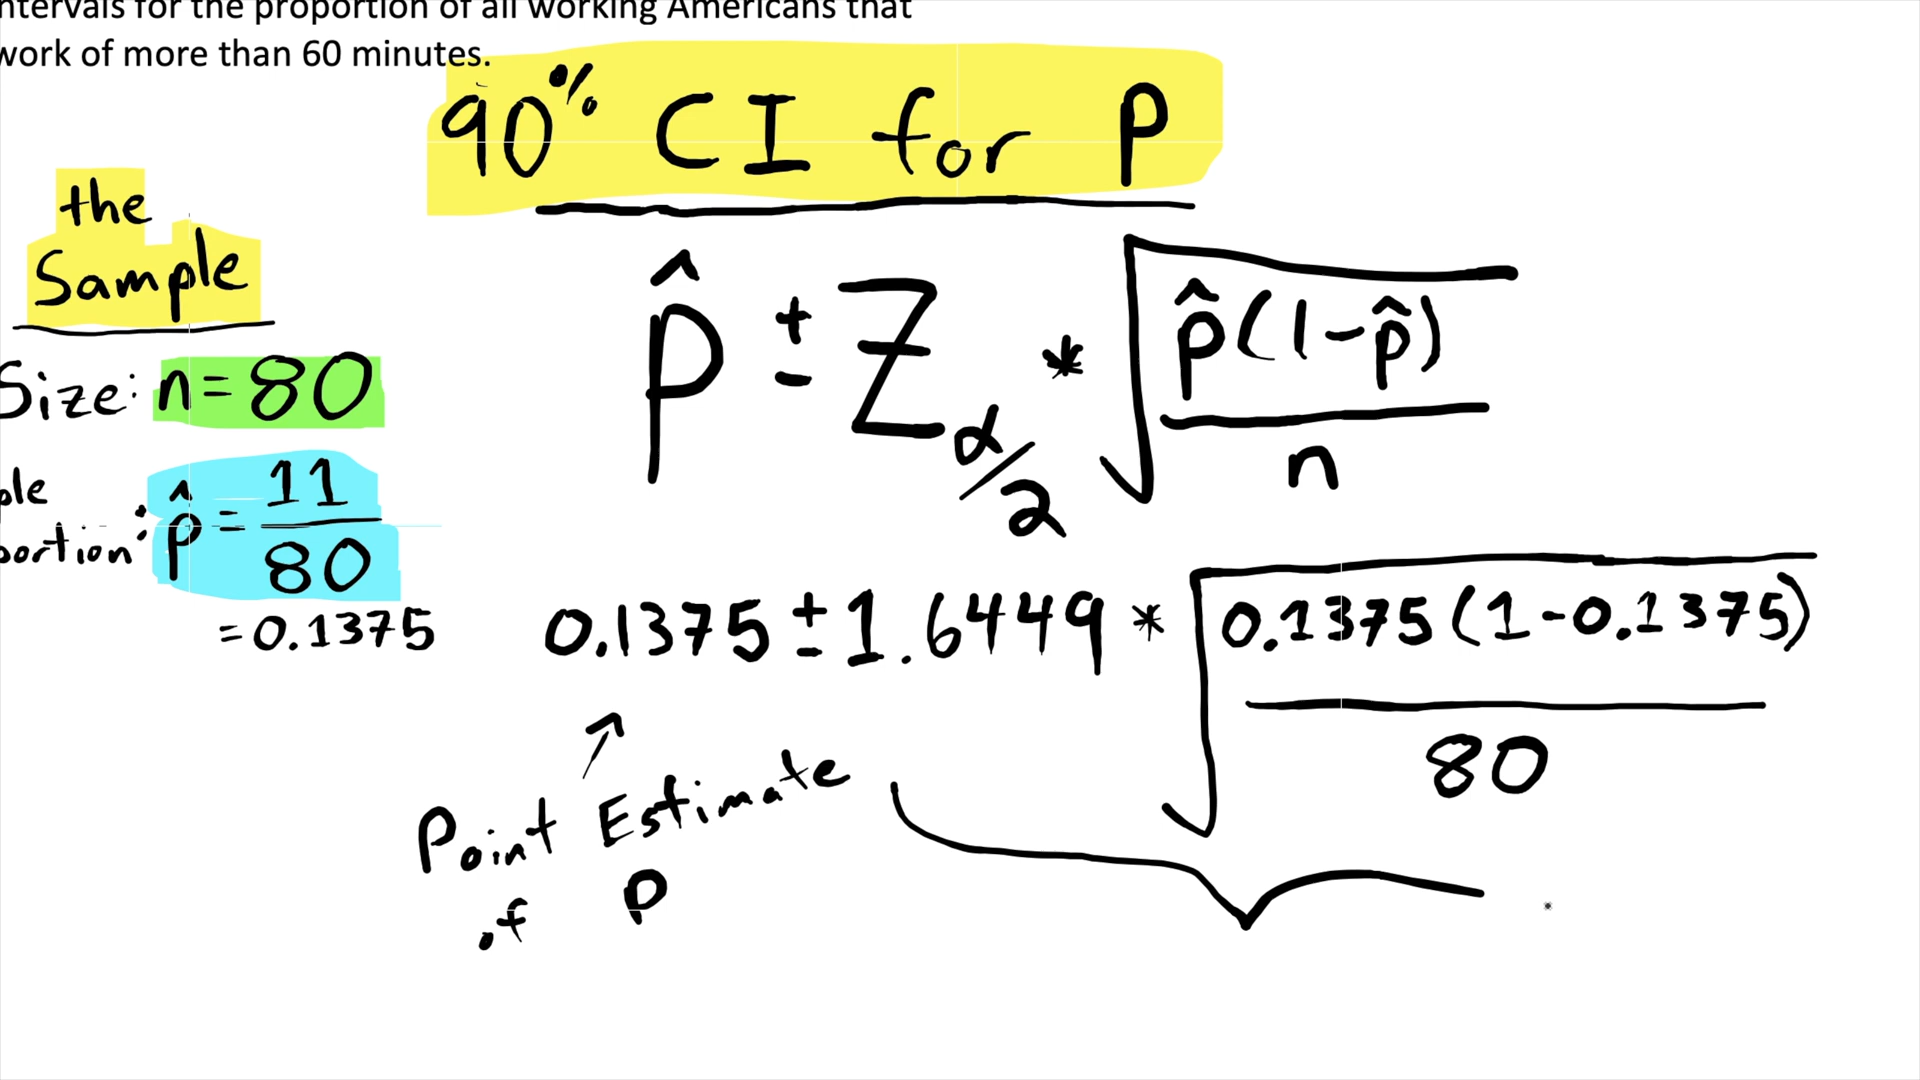 intervals for the proportion of all working Americans that
work of more than 60 minutes.
90% CI for P
the
Sample
Size: n = 80
p̂ = 11/80
= 0.1375
p̂ ± Z α/2 * √ p̂(1-p̂) / n
0.1375 ± 1.6449 * √ 0.1375(1-0.1375) / 80
Point Estimate
of P